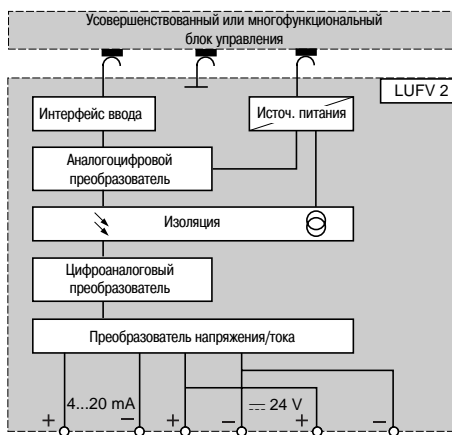 Усовершенствованный или многофункциональный
блок управления
LUFV 2
Интерфейс ввода
Источ. питания
Аналогоцифровой
преобразователь
Изоляция
Цифроаналоговый
преобразователь
Преобразователь напряжения/тока
4...20 mA
24 V
+ – + – + –